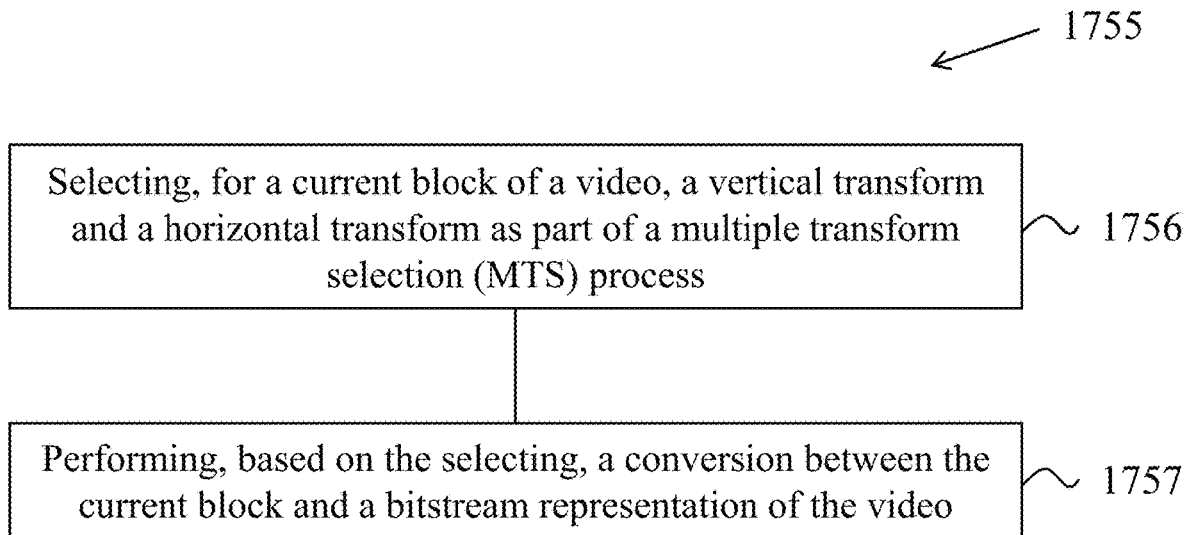 1755
Selecting, for a current block of a video, a vertical transform
and a horizontal transform as part of a multiple transform
selection (MTS) process
1756
Performing, based on the selecting, a conversion between the
current block and a bitstream representation of the video
1757